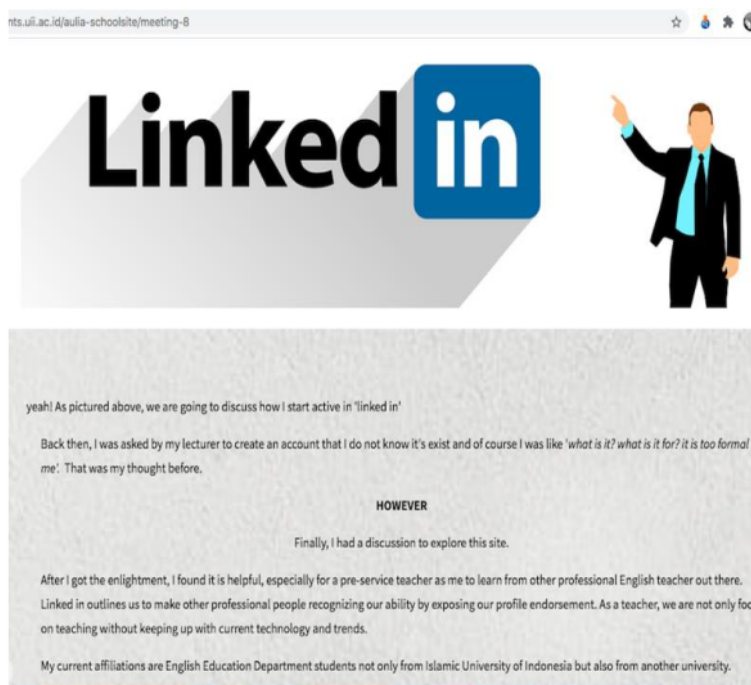 nts.uii.ac.id/aulia-schoolsite/meeting-8
Linked in
yeah! As pictured above, we are going to discuss how I start active in 'linked in'
Back then, I was asked by my lecturer to create an account that I do not know it's exist and of course I was like 'what is it? what is it for? it is too formal
me'. That was my thought before.
HOWEVER
Finally, I had a discussion to explore this site.
After I got the enlightment, I found it is helpful, especially for a pre-service teacher as me to learn from other professional English teacher out there.
Linked in outlines us to make other professional people recognizing our ability by exposing our profile endorsement. As a teacher, we are not only foc
on teaching without keeping up with current technology and trends.
My current affiliations are English Education Department students not only from Islamic University of Indonesia but also from another university.